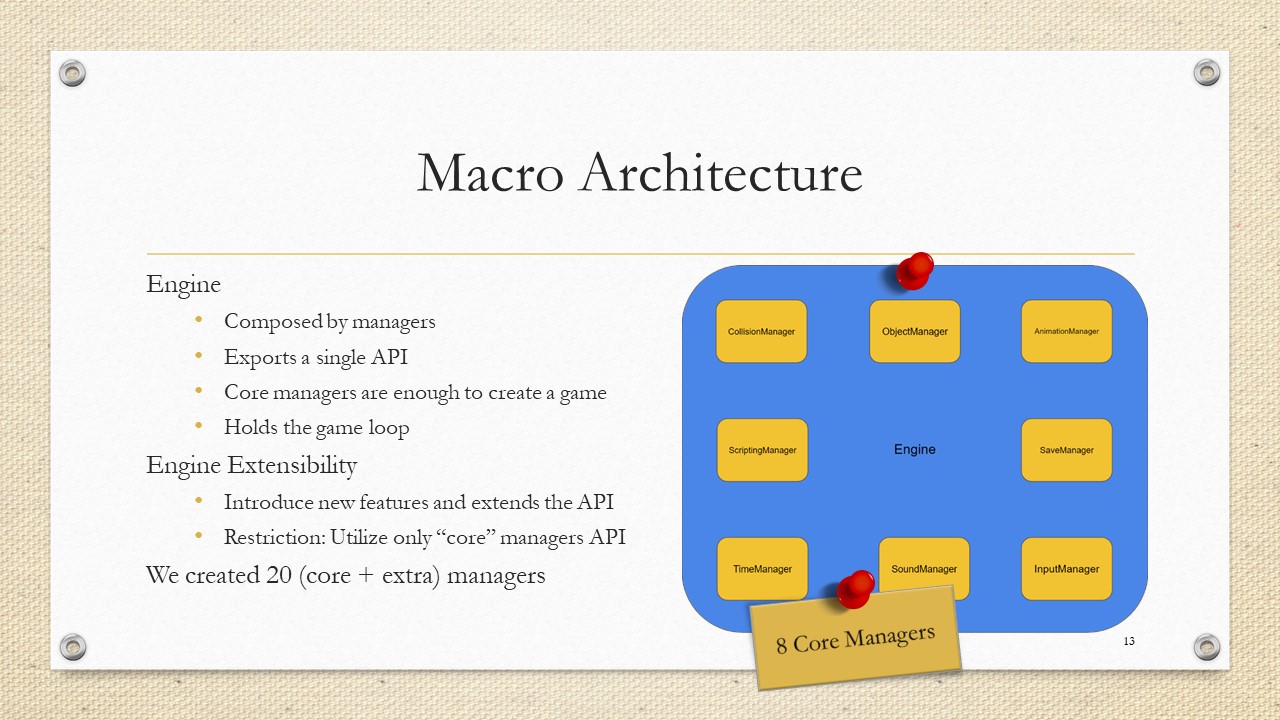 Macro Architecture
Engine
• Composed by managers
• Exports a single API
• Core managers are enough to create a game
• Holds the game loop
Engine Extensibility
• Introduce new features and extends the API
• Restriction: Utilize only “core” managers API
We created 20 (core + extra) managers
CollisionManager
ObjectManager
AnimationManager
ScriptingManager
Engine
SaveManager
TimeManager
SoundManager
InputManager
8 Core Managers
13